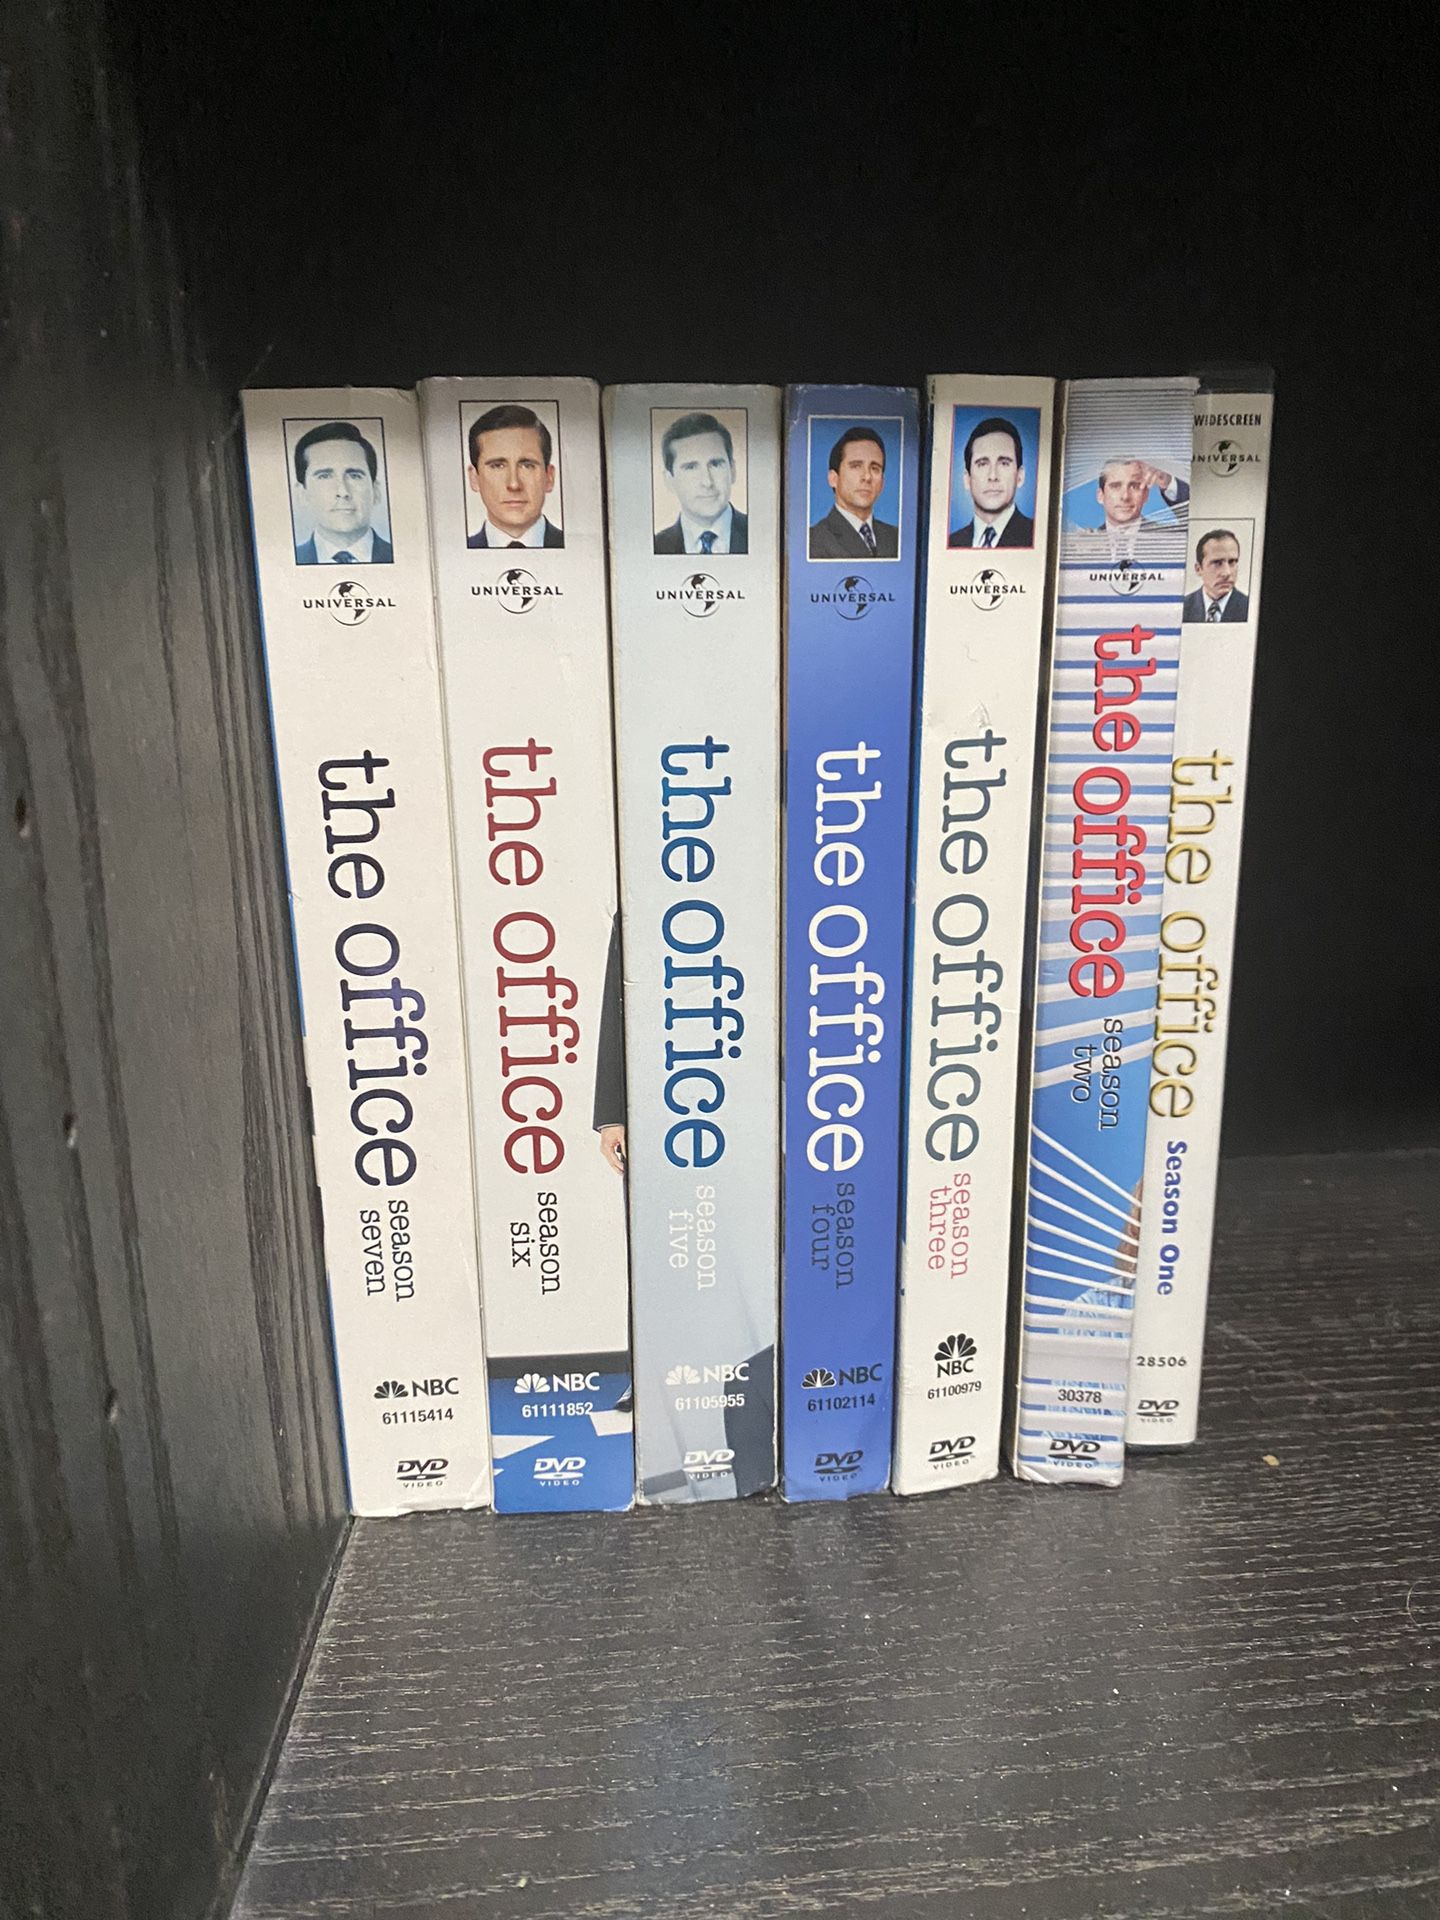 UNIVERSAL
the office
season
seven
NBC
61115414
DVD
VIDEO
UNIVERSAL
the office
season
six
NBC
61111852
DVD
VIDEO
UNIVERSAL
the office
season
five
NBC
61105955
DVD
VIDEO
UNIVERSAL
the office
season
four
NBC
61102114
DVD
VIDEO
UNIVERSAL
the office
season
three
NBC
61100979
DVD
VIDEO
UNIVERSAL
the office
season
two
30378
DVD
VIDEO
WIDESCREEN
UNIVERSAL
the office
Season One
28506
DVD
VIDEO